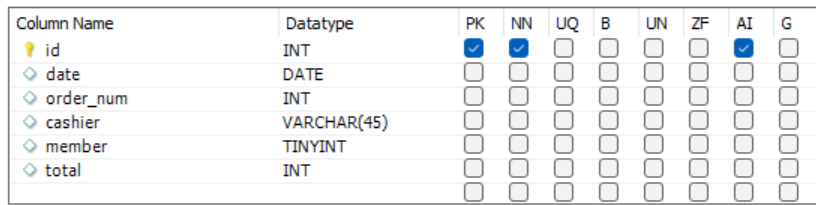 Column Name Datatype PK NN UQ B UN ZF AI G
id INT
date DATE
order_num INT
cashier VARCHAR(45)
member TINYINT
total INT